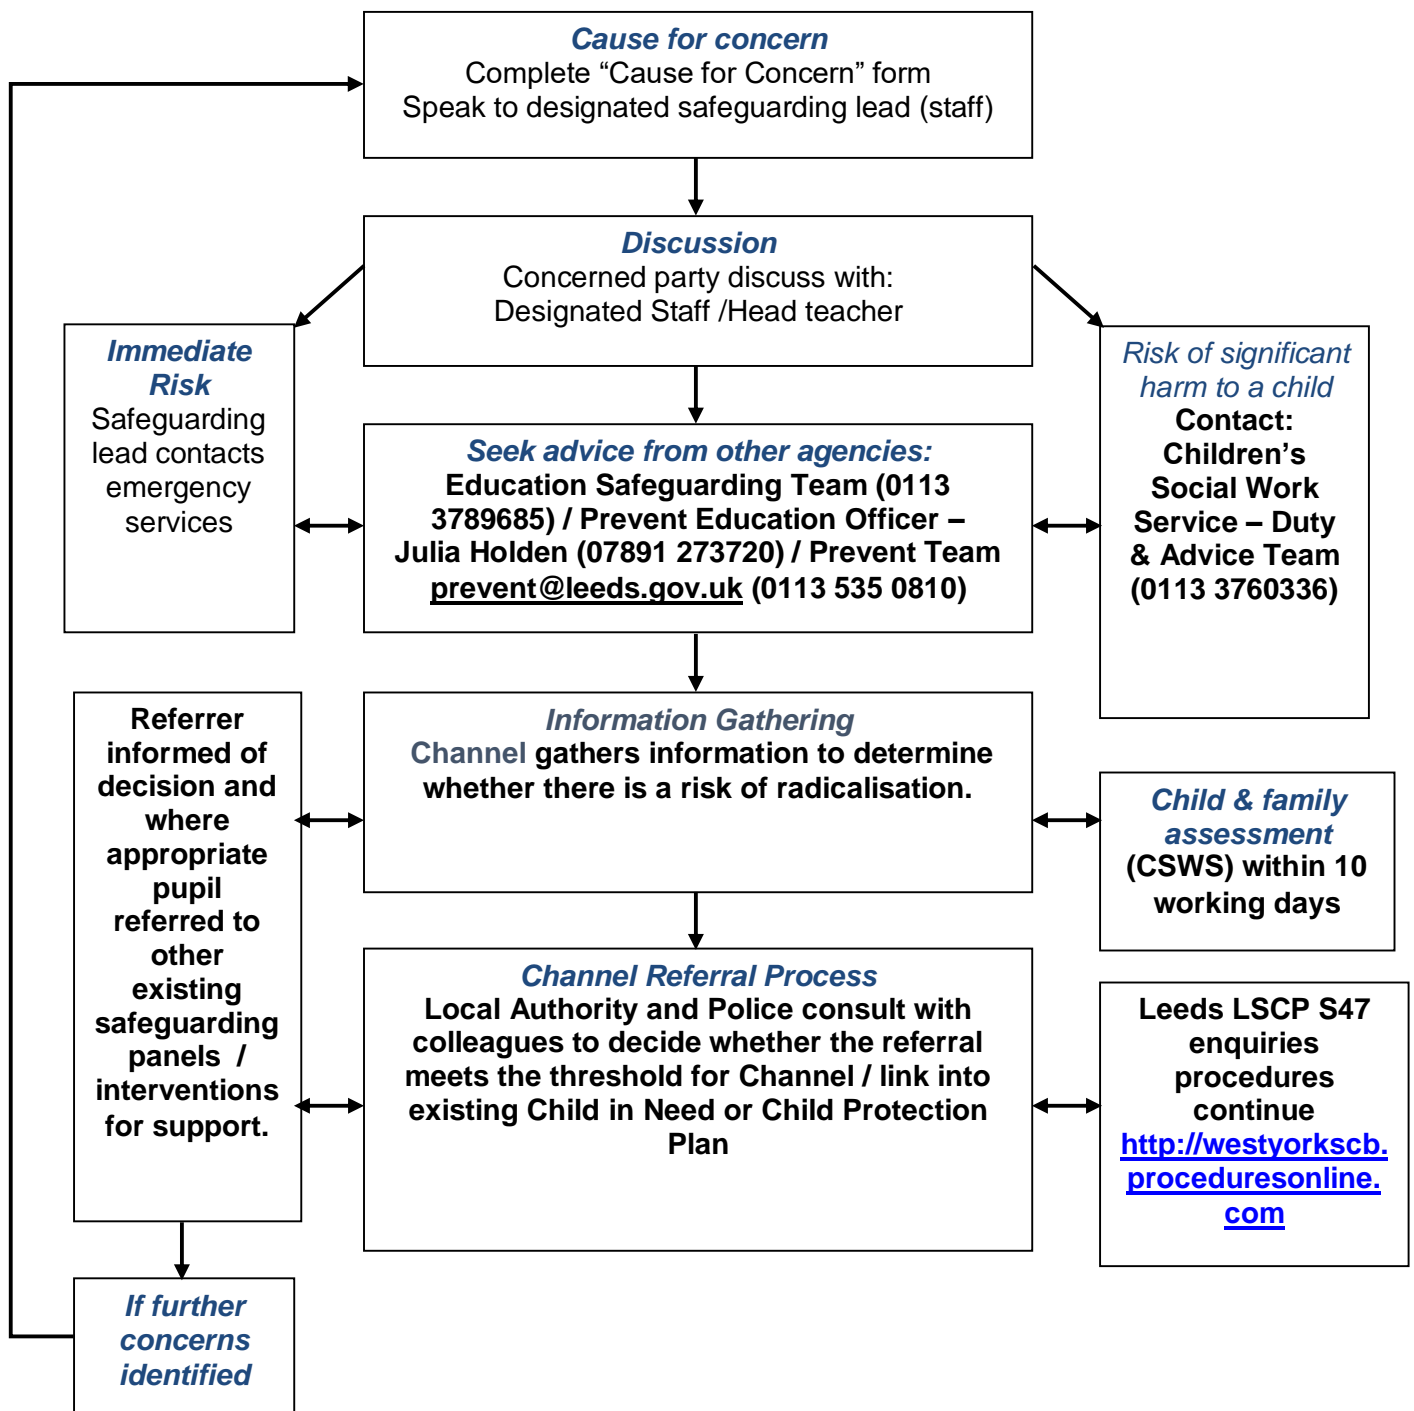 Cause for concern
Complete “Cause for Concern” form
Speak to designated safeguarding lead (staff)
Discussion
Concerned party discuss with:
Designated Staff /Head teacher
Immediate
Risk
Safeguarding
lead contacts
emergency
services
Seek advice from other agencies:
Education Safeguarding Team (0113
3789685) / Prevent Education Officer –
Julia Holden (07891 273720) / Prevent Team
prevent@leeds.gov.uk (0113 535 0810)
Risk of significant
harm to a child
Contact:
Children’s
Social Work
Service – Duty
& Advice Team
(0113 3760336)
Referrer
informed of
decision and
where
appropriate
pupil
referred to
other
existing
safeguarding
panels /
interventions
for support.
Information Gathering
Channel gathers information to determine
whether there is a risk of radicalisation.
Child & family
assessment
(CSWS) within 10
working days
Channel Referral Process
Local Authority and Police consult with
colleagues to decide whether the referral
meets the threshold for Channel / link into
existing Child in Need or Child Protection
Plan
Leeds LSCP S47
enquiries
procedures
continue
http://westyorkscb.
proceduresonline.
com
If further
concerns
identified